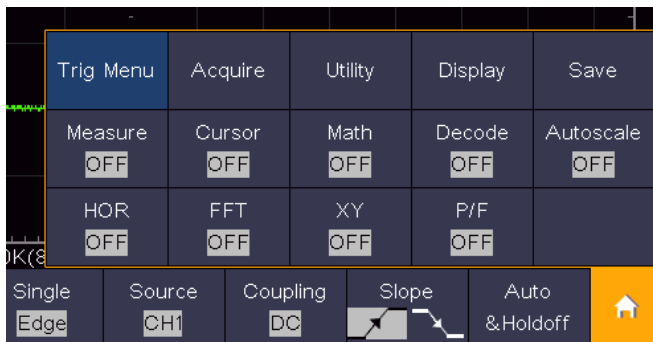 Trig Menu Acquire Utility Display Save
Measure Cursor Math Decode Autoscale
OFF OFF OFF OFF OFF
HOR FFT XY P/F
OFF OFF OFF OFF
Single Source Coupling Slope Auto
Edge CH1 DC &Holdoff